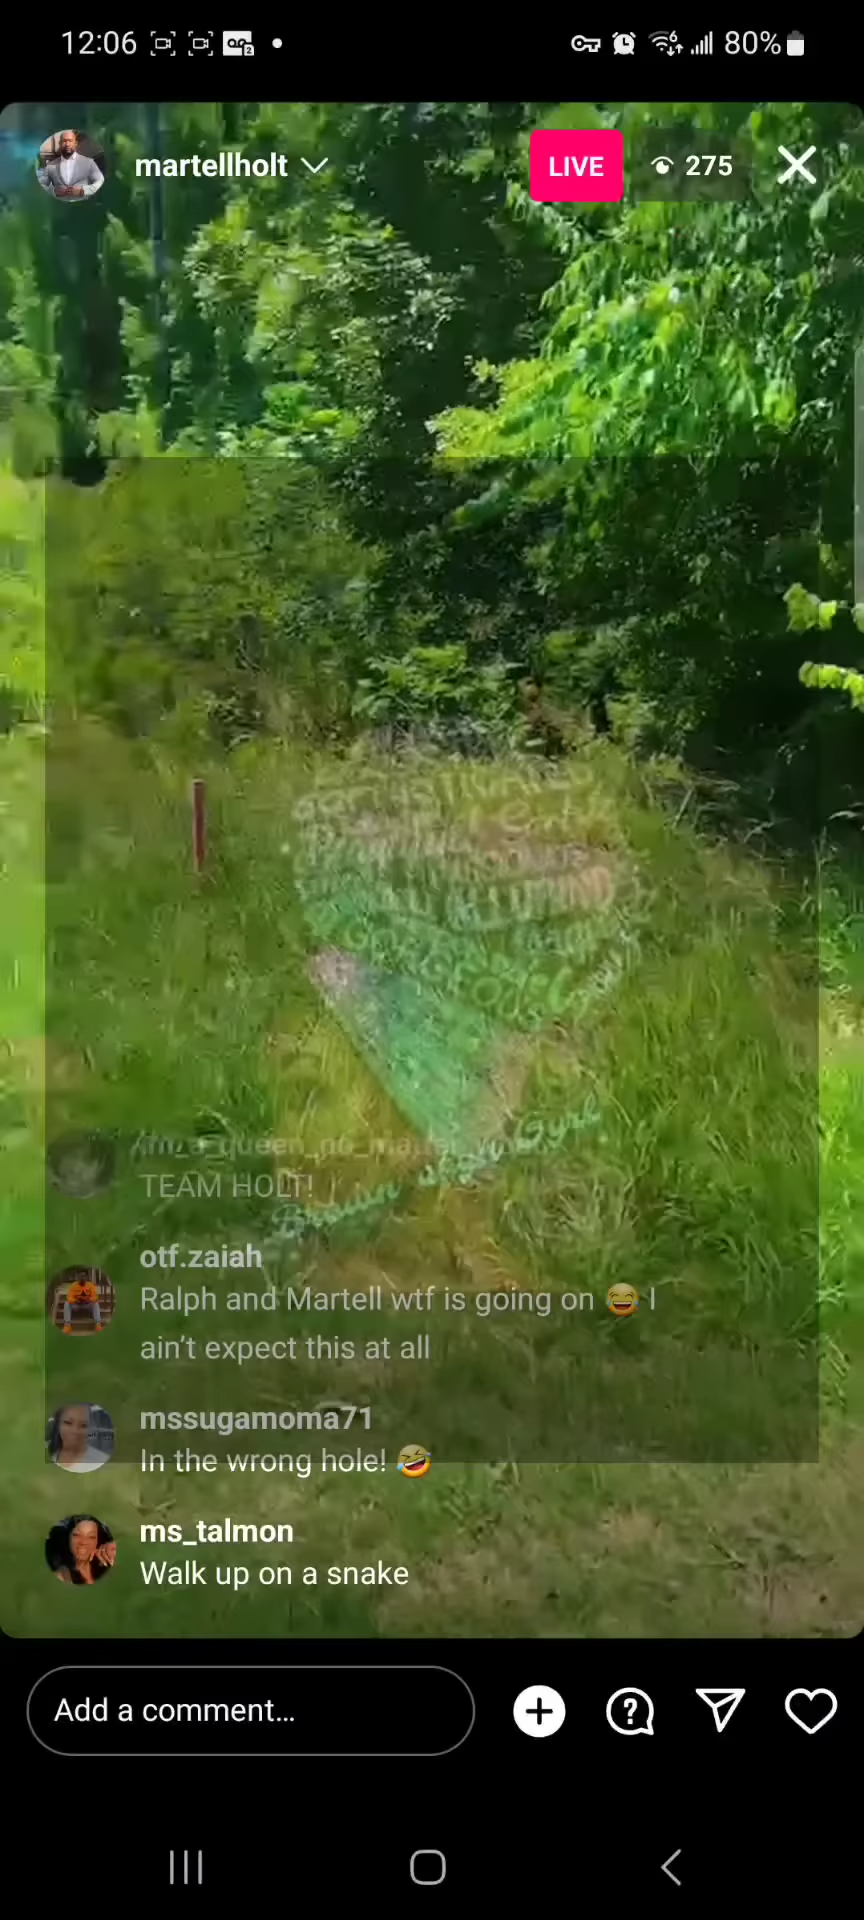 12:06
80%
martellholt
LIVE
275
TEAM HOLT!
otf.zaiah
Ralph and Martell wtf is going on 😂 I
ain’t expect this at all
mssugamoma71
In the wrong hole! 🤣
ms_talmon
Walk up on a snake
Add a comment...